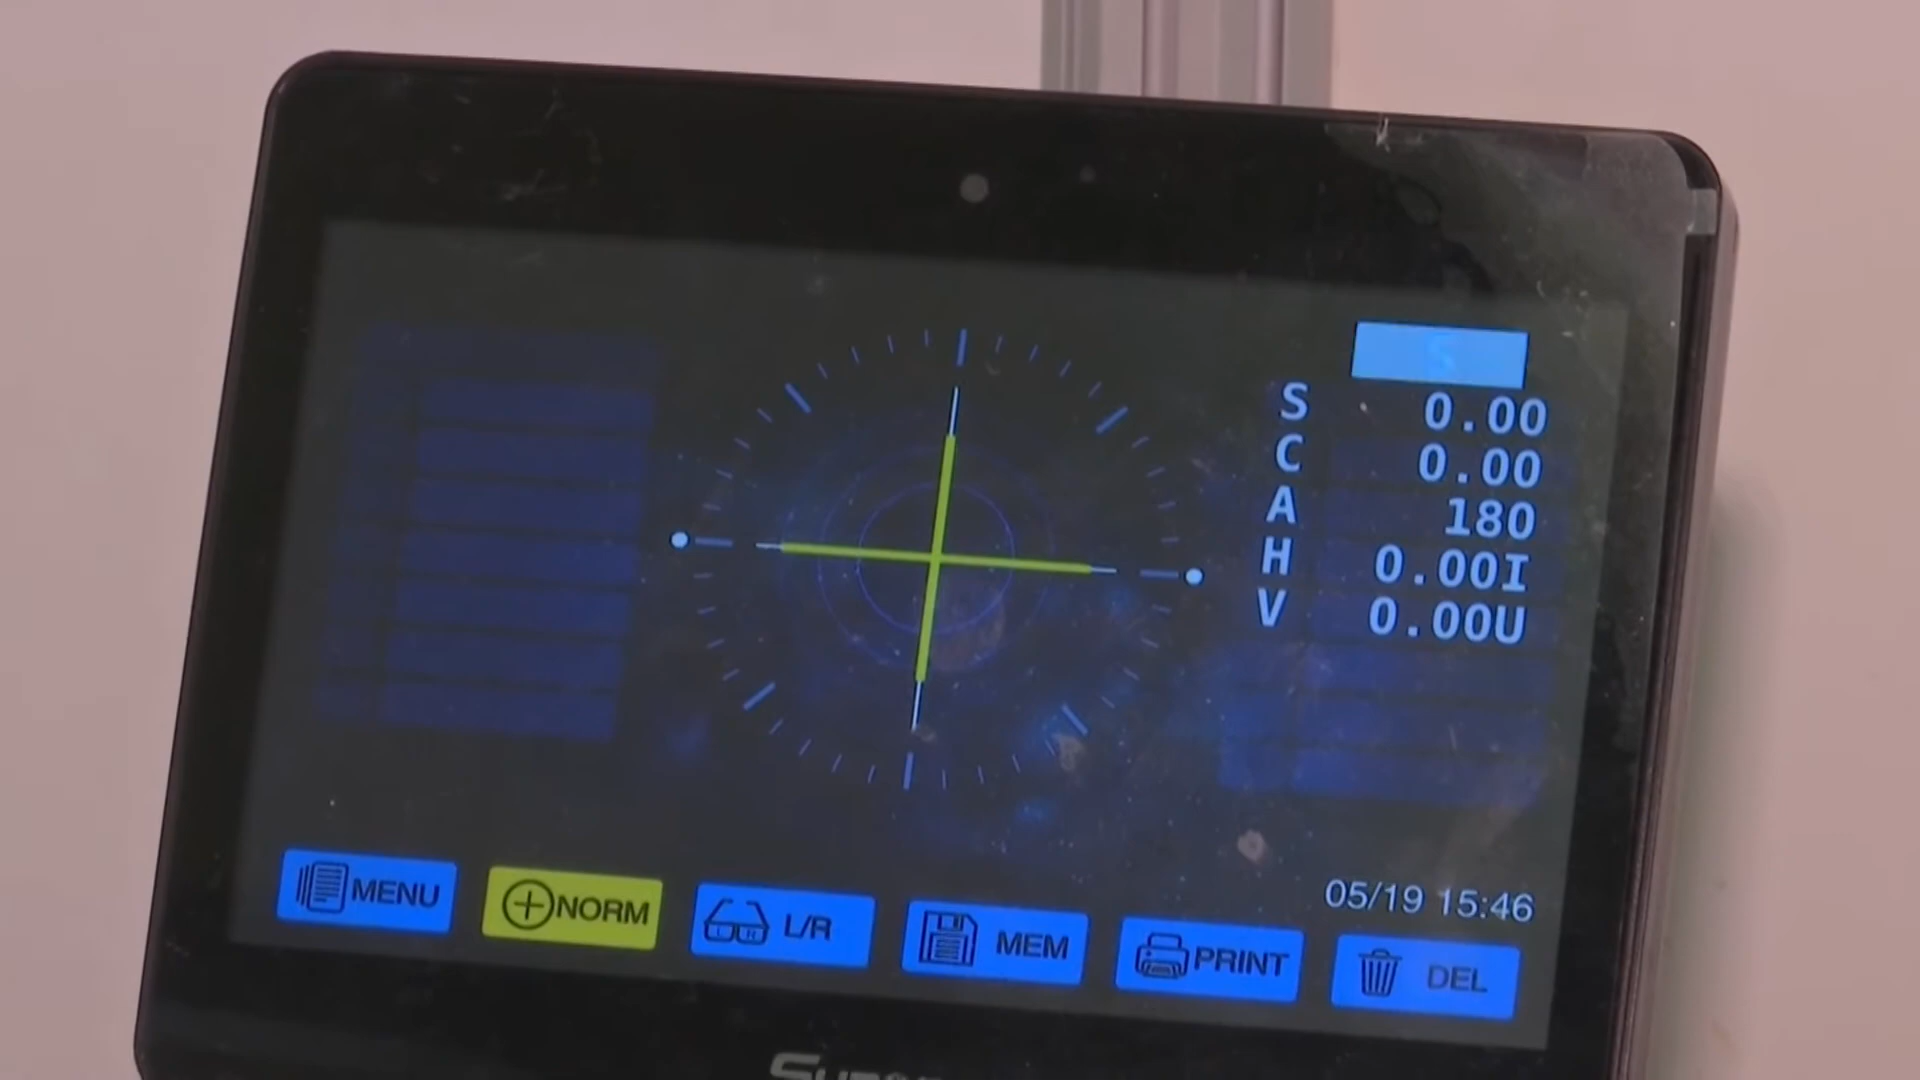 S
S 0.00
C 0.00
A 180
H 0.00I
V 0.00U
05/19 15:46
MENU
NORM
L/R
MEM
PRINT
DEL